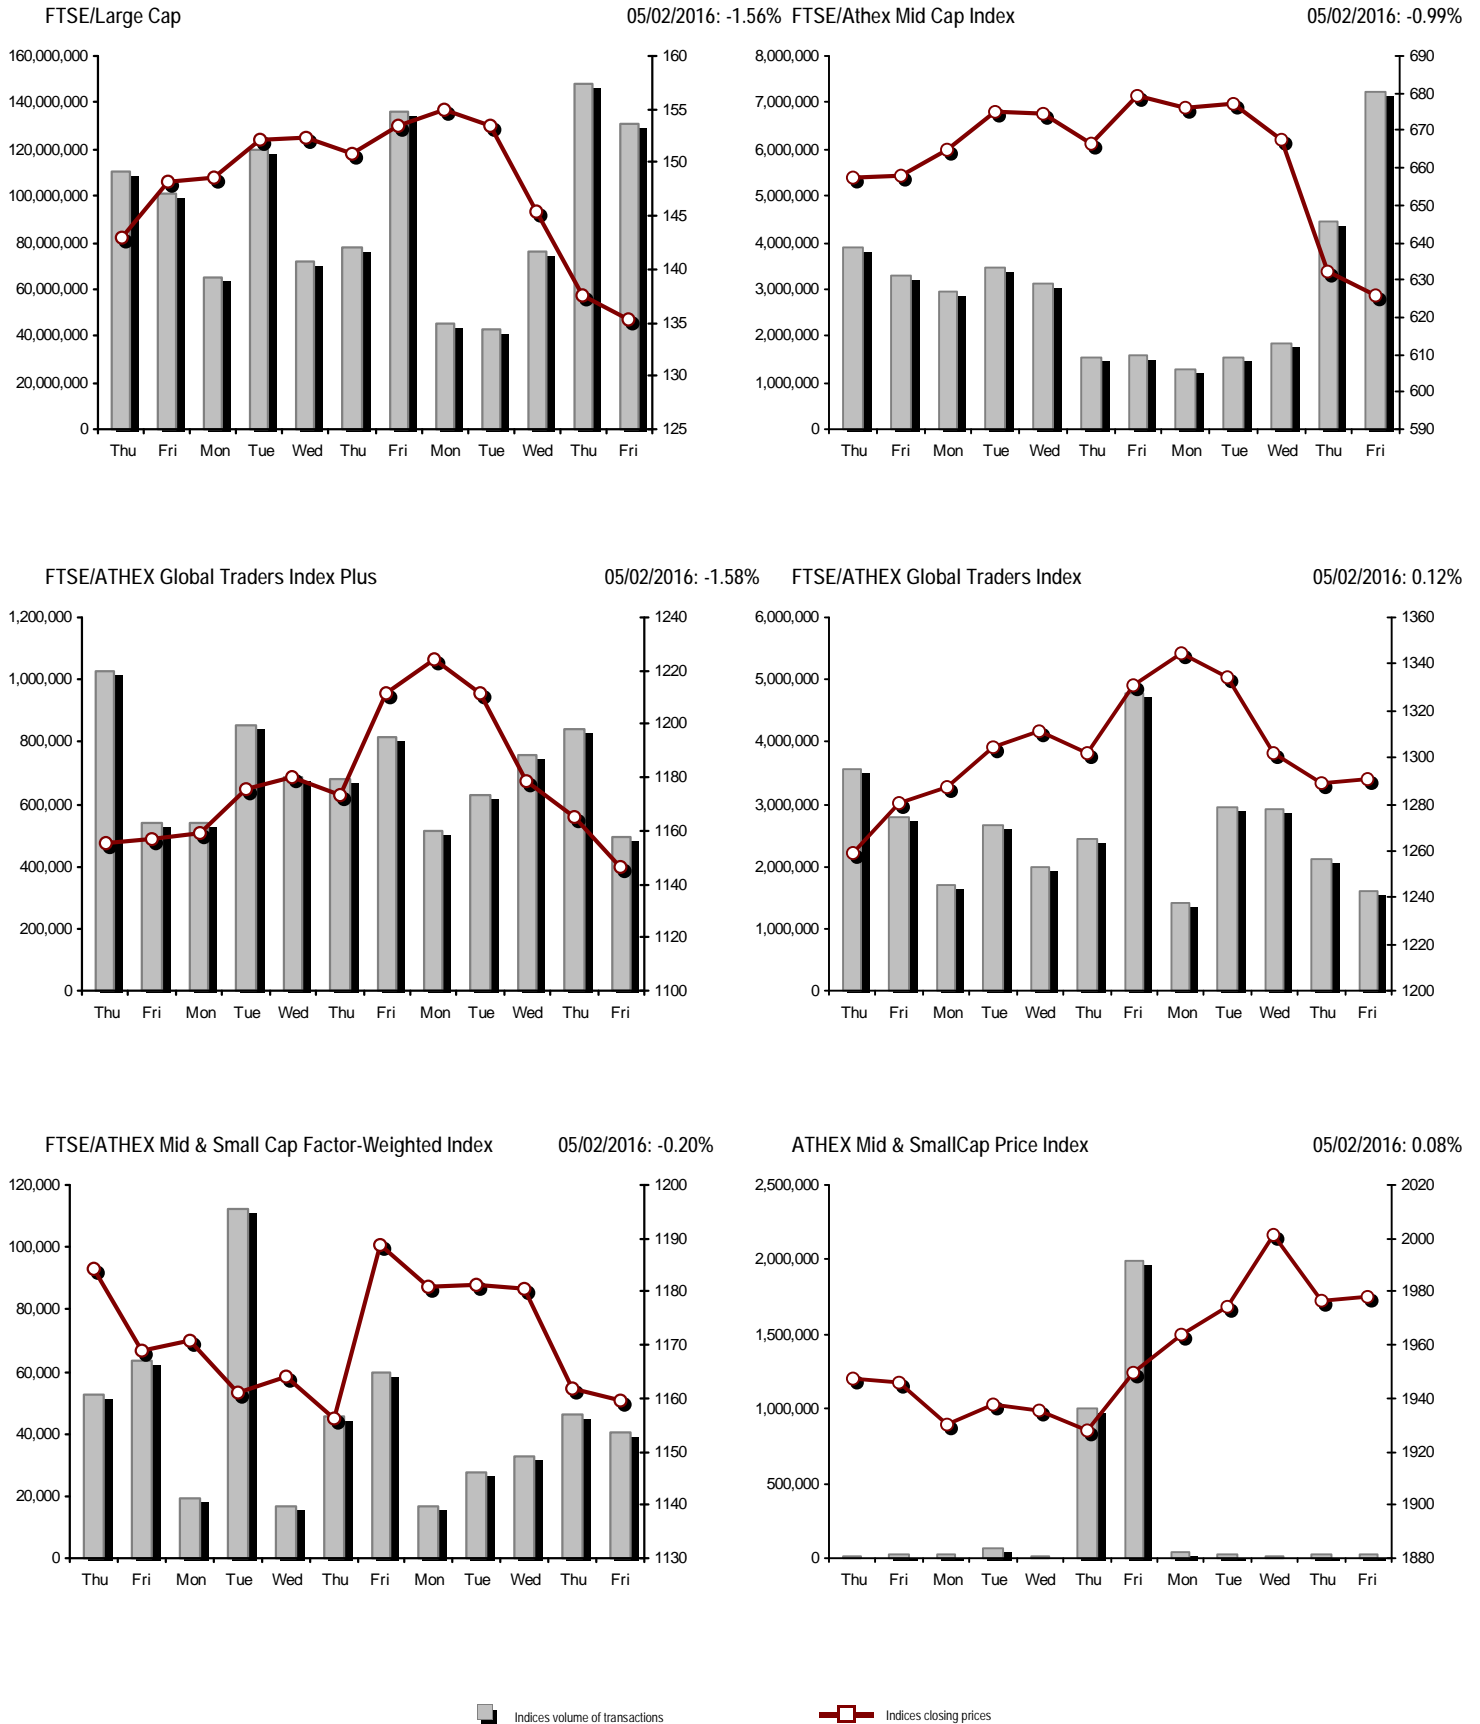 FTSE/Large Cap 05/02/2016: -1.56% FTSE/Athex Mid Cap Index 05/02/2016: -0.99%
160,000,000 160 8,000,000 690
140,000,000 155 7,000,000 680
120,000,000 150 6,000,000 670
100,000,000 145 5,000,000 660
80,000,000 140 4,000,000 650
60,000,000 135 3,000,000 640
40,000,000 130 2,000,000 630
20,000,000 125 1,000,000 620
0 0 610
600
590
Thu Fri Mon Tue Wed Thu Fri Mon Tue Wed Thu Fri Thu Fri Mon Tue Wed Thu Fri Mon Tue Wed Thu Fri
FTSE/ATHEX Global Traders Index Plus 05/02/2016: -1.58% FTSE/ATHEX Global Traders Index 05/02/2016: 0.12%
1,200,000 1240 6,000,000 1360
1,000,000 1220 5,000,000 1340
800,000 1200 4,000,000 1320
600,000 1180 3,000,000 1300
400,000 1160 2,000,000 1280
200,000 1140 1,000,000 1260
0 1120 0 1240
1100 1220
1200
Thu Fri Mon Tue Wed Thu Fri Mon Tue Wed Thu Fri Thu Fri Mon Tue Wed Thu Fri Mon Tue Wed Thu Fri
FTSE/ATHEX Mid & Small Cap Factor-Weighted Index 05/02/2016: -0.20% ATHEX Mid & SmallCap Price Index 05/02/2016: 0.08%
120,000 1200 2,500,000 2020
100,000 1190 2,000,000 2000
80,000 1180 1,500,000 1980
60,000 1170 1,000,000 1960
40,000 1160 500,000 1940
20,000 1150 0 1920
0 1140 1900
1130 1880
Thu Fri Mon Tue Wed Thu Fri Mon Tue Wed Thu Fri Thu Fri Mon Tue Wed Thu Fri Mon Tue Wed Thu Fri
Indices volume of transactions Indices closing prices